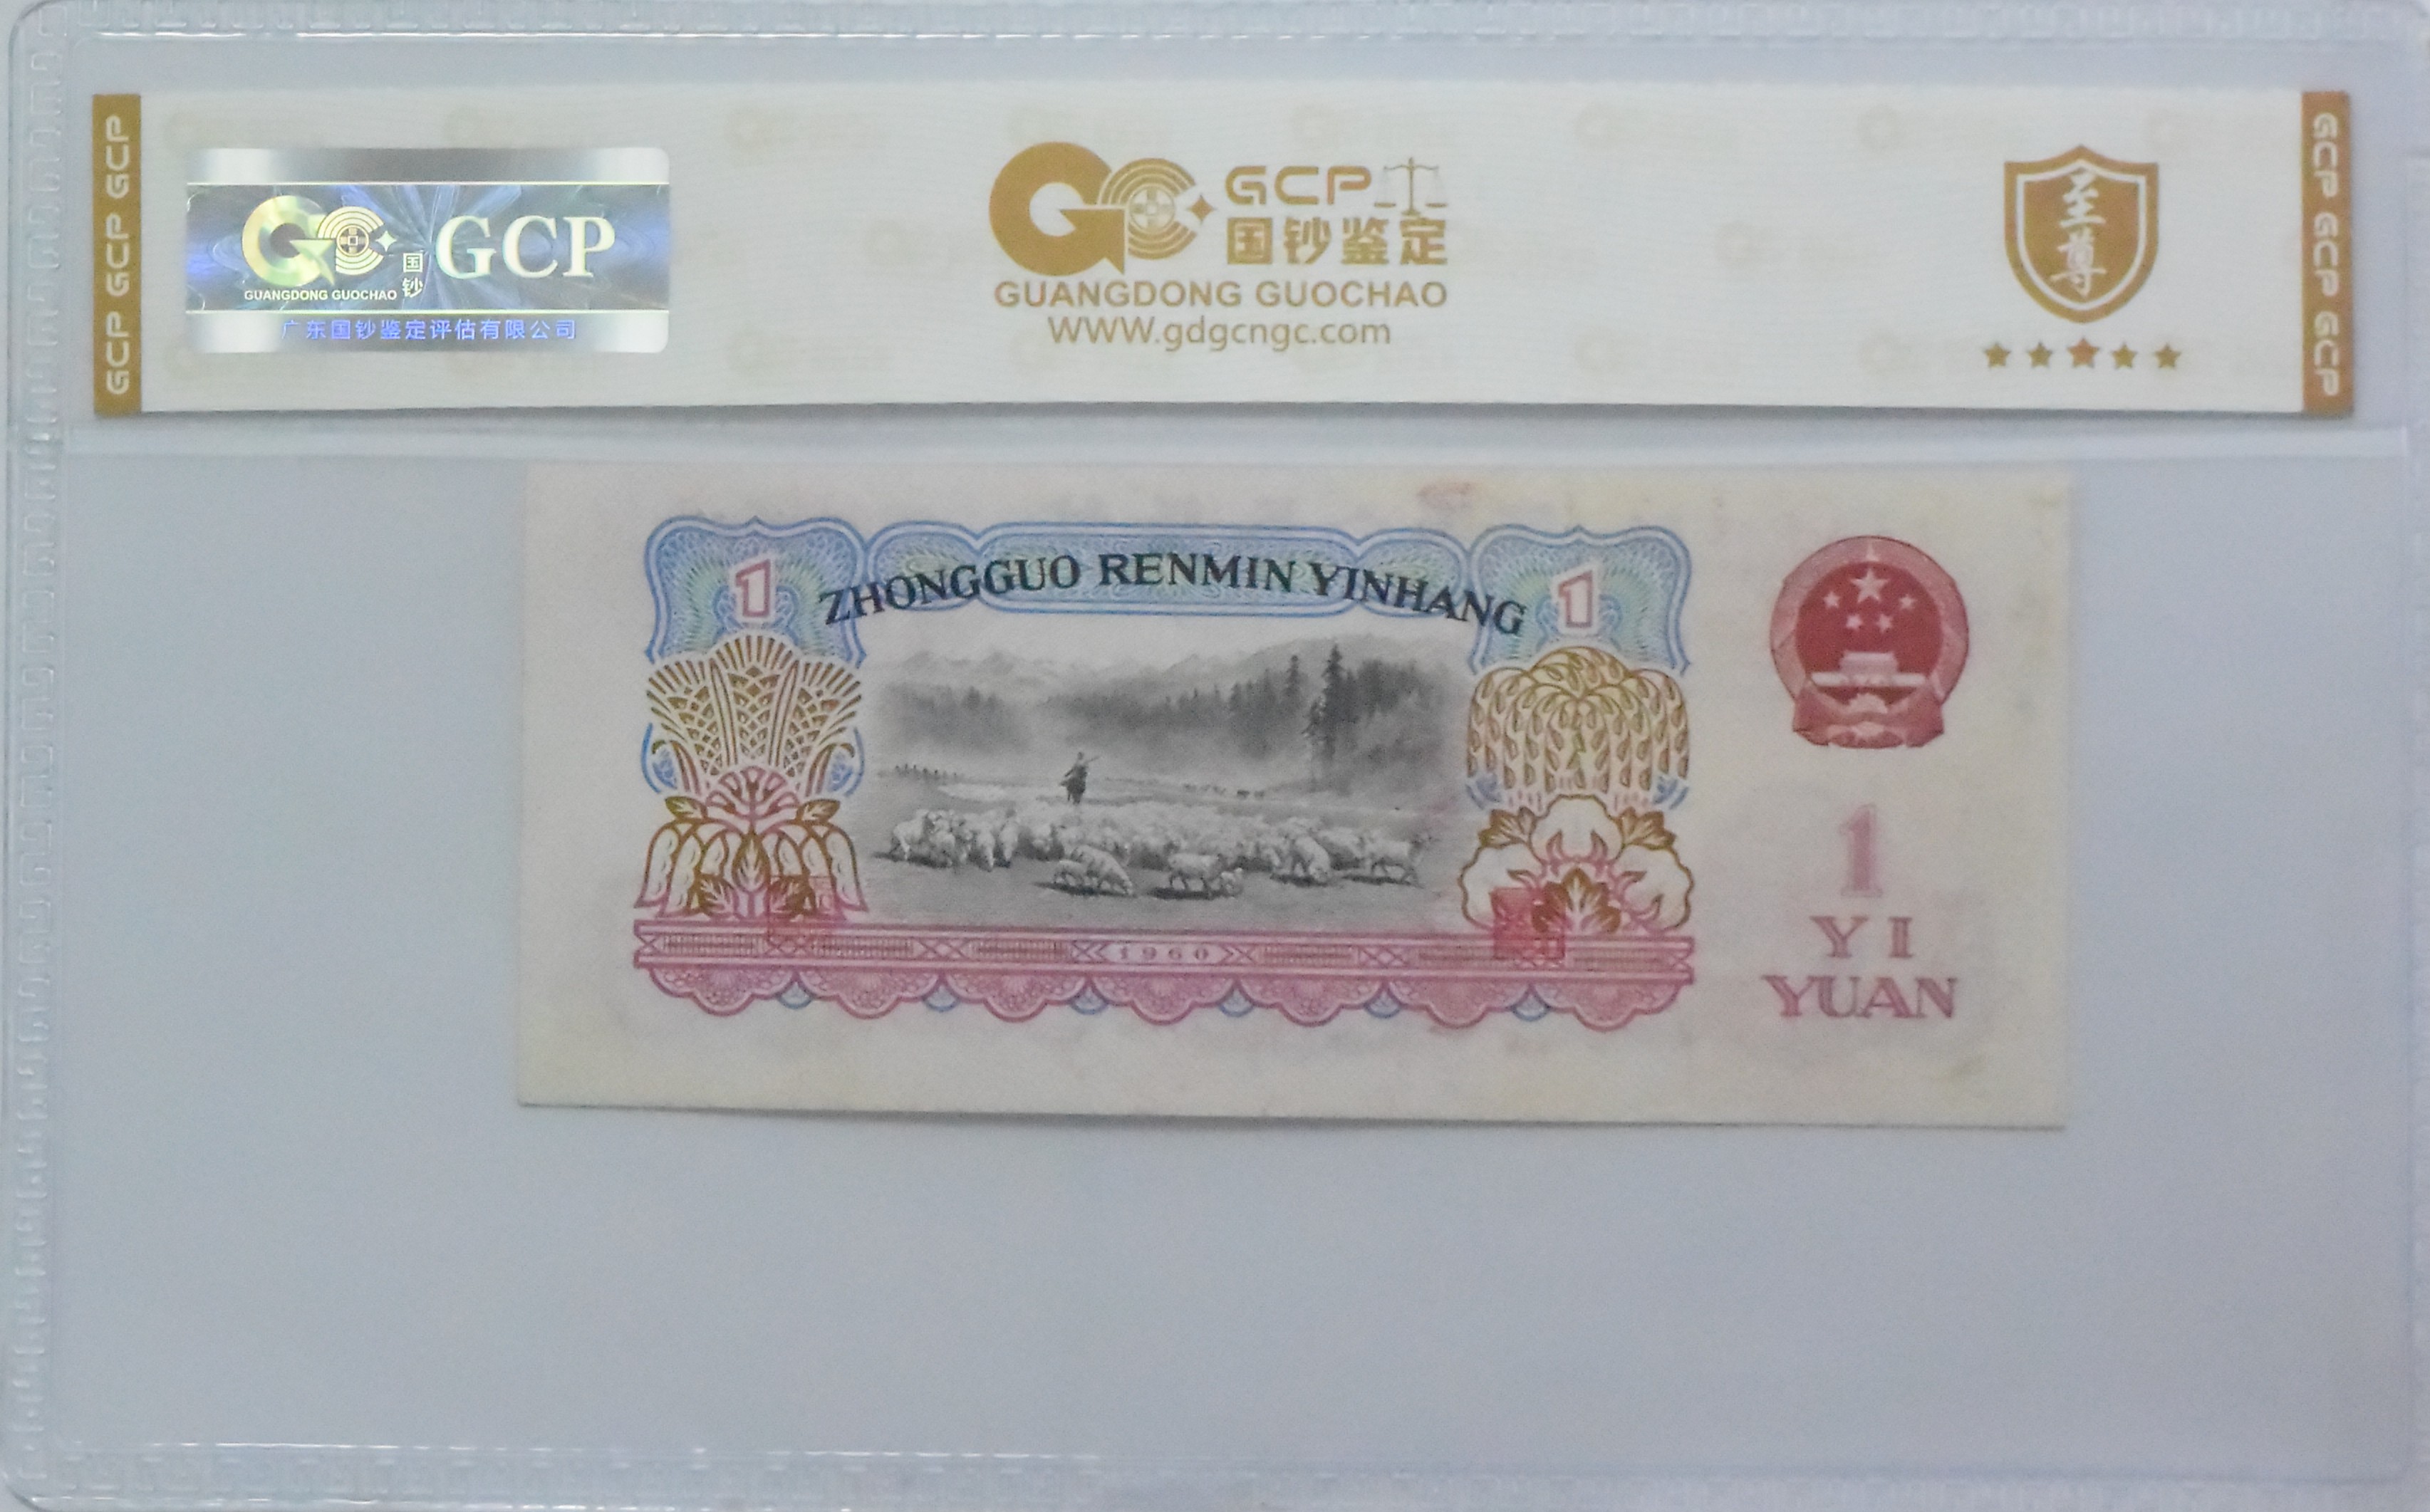 GCP GCP GCP
GUANGDONG GUOCHAO
国钞
GCP
广东国钞鉴定评估有限公司
GCP
国钞鉴定
GUANGDONG GUOCHAO
WWW.gdgcngc.com
至尊
GCP GCP GCP
1
ZHONGGUO RENMIN YINHANG
1
1960
1
YI
YUAN